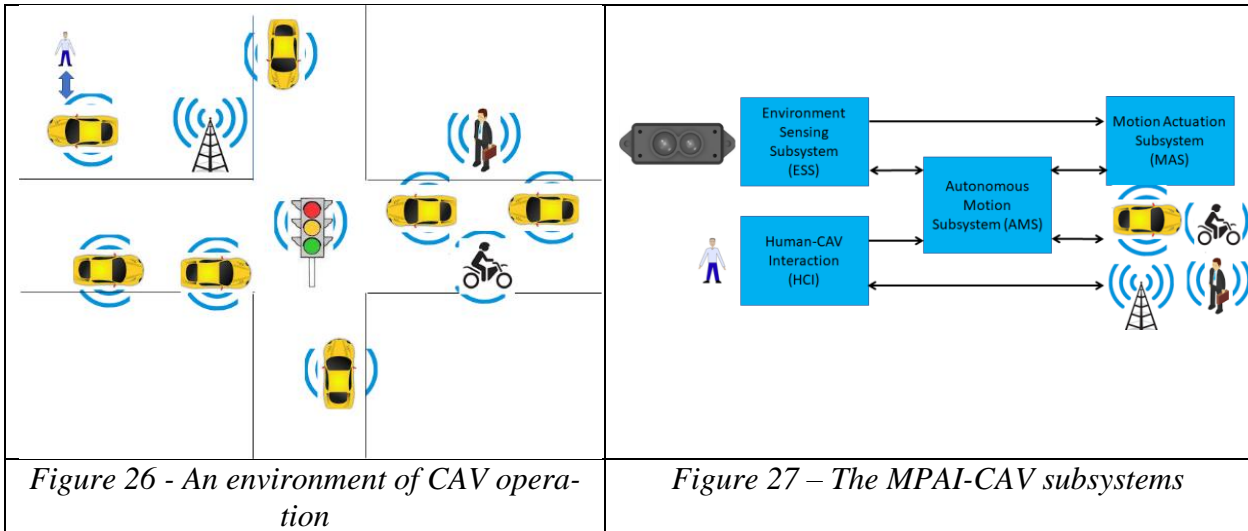 Environment
Sensing
Subsystem
(ESS)
Motion Actuation
Subsystem
(MAS)
Autonomous
Motion
Subsystem (AMS)
Human-CAV
Interaction
(HCI)
Figure 26 - An environment of CAV opera-
tion
Figure 27 – The MPAI-CAV subsystems